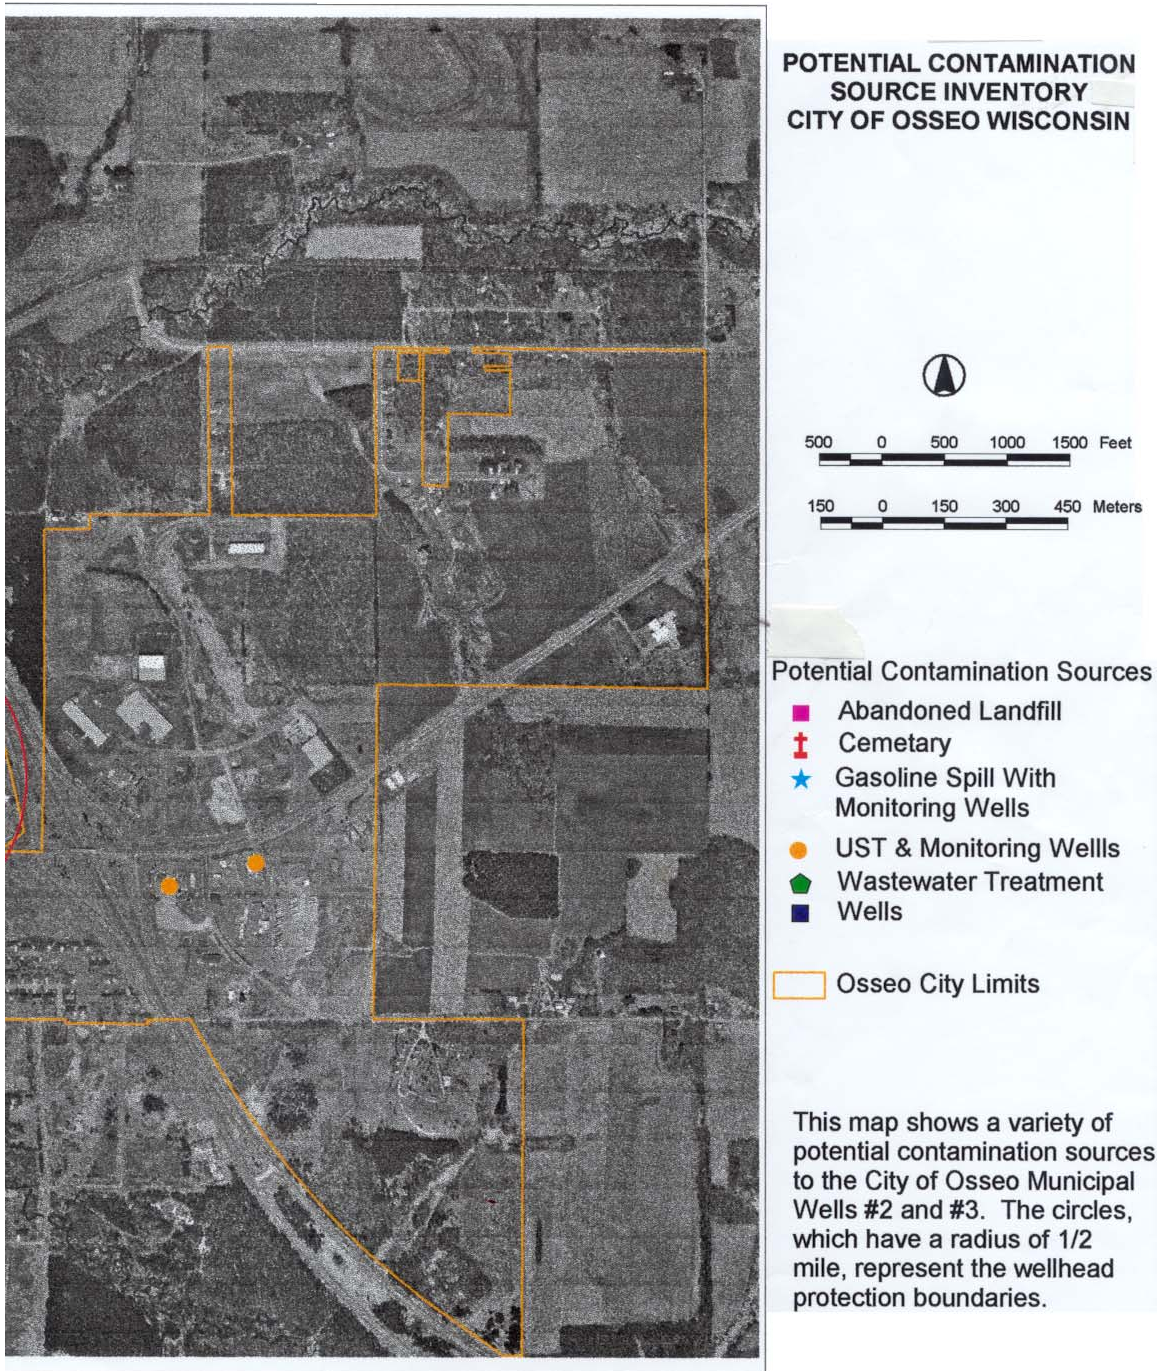 POTENTIAL CONTAMINATION
SOURCE INVENTORY
CITY OF OSSEO WISCONSIN
500 0 500 1000 1500 Feet
150 0 150 300 450 Meters
Potential Contamination Sources
Abandoned Landfill
Cemetary
Gasoline Spill With
Monitoring Wells
UST & Monitoring Wellls
Wastewater Treatment
Wells
Osseo City Limits
This map shows a variety of
potential contamination sources
to the City of Osseo Municipal
Wells #2 and #3. The circles,
which have a radius of 1/2
mile, represent the wellhead
protection boundaries.